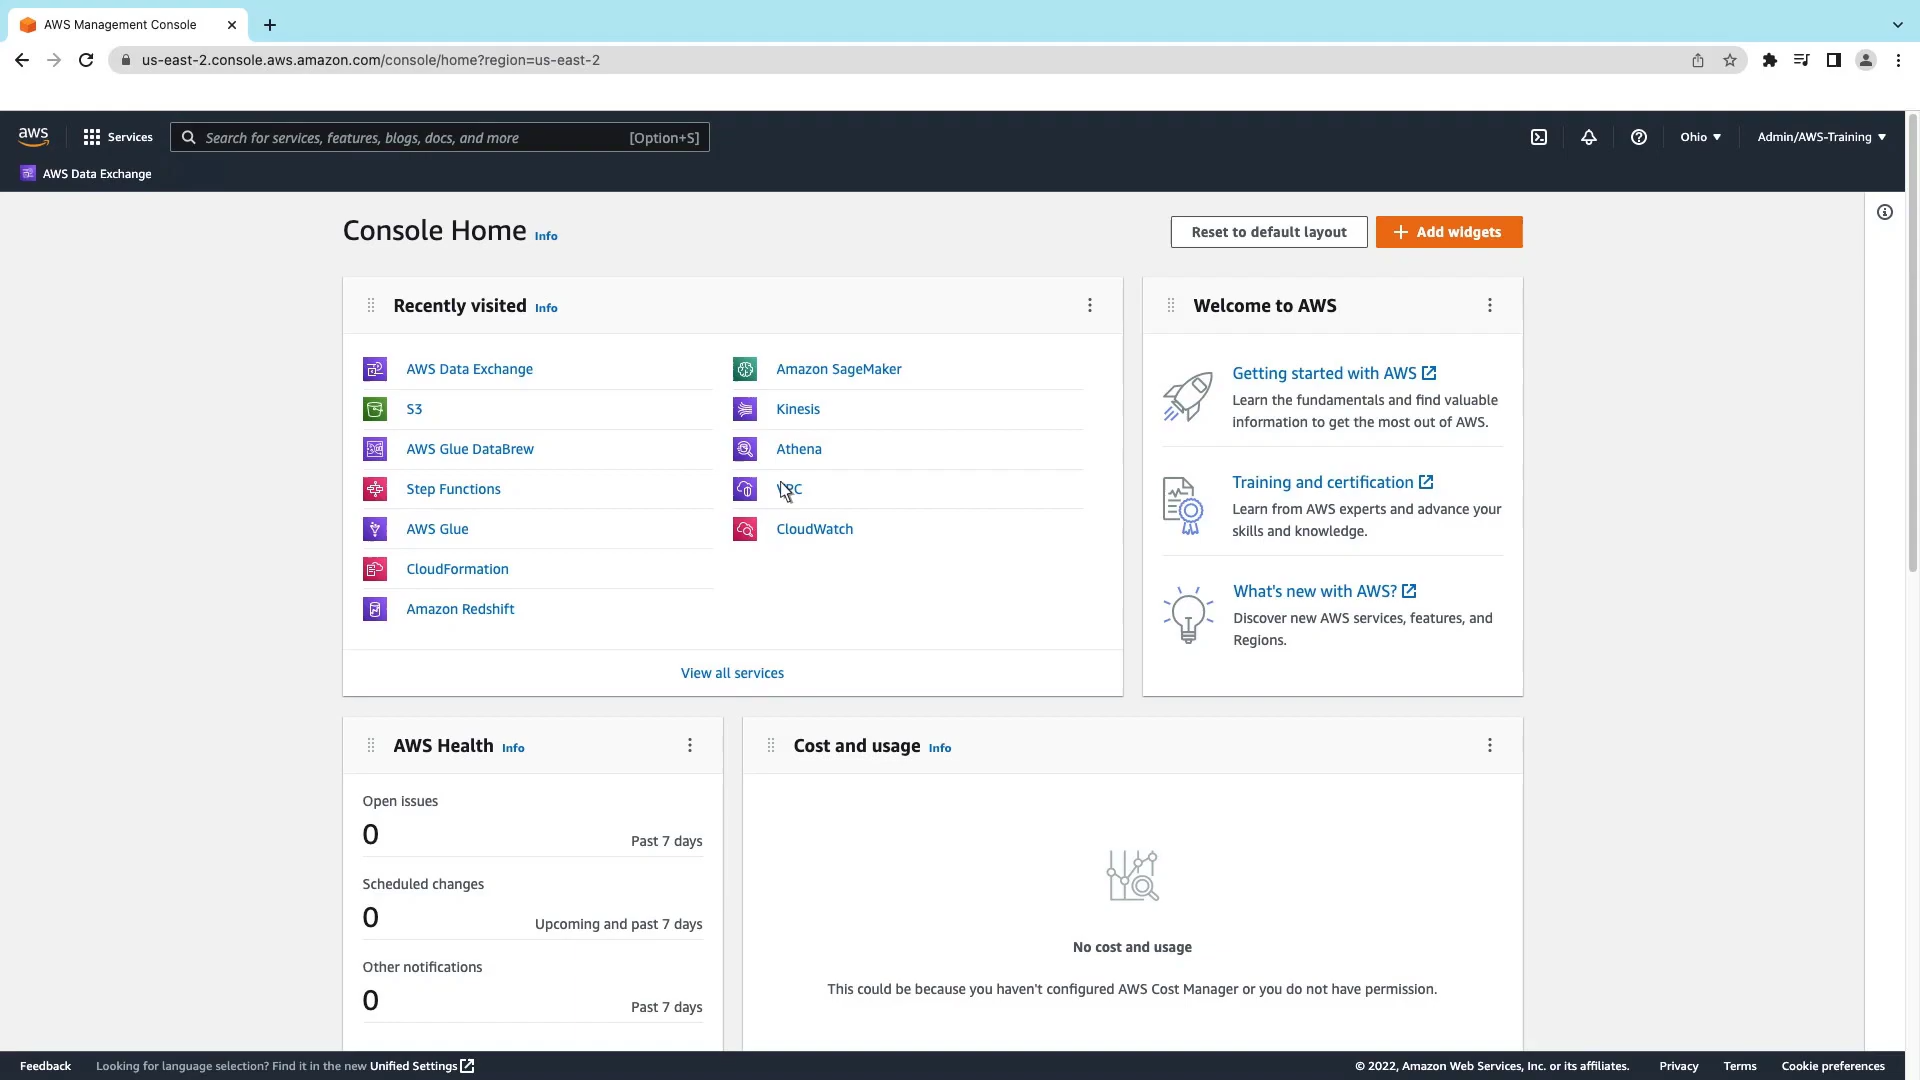 AWS Management Console
us-east-2.console.aws.amazon.com/console/home?region=us-east-2
aws
Services
Search for services, features, blogs, docs, and more [Option+S]
Ohio
Admin/AWS-Training
AWS Data Exchange
Console Home Info
Reset to default layout
Add widgets
Recently visited Info
AWS Data Exchange
S3
AWS Glue DataBrew
Step Functions
AWS Glue
CloudFormation
Amazon Redshift
Amazon SageMaker
Kinesis
Athena
VPC
CloudWatch
View all services
Welcome to AWS
Getting started with AWS
Learn the fundamentals and find valuable
information to get the most out of AWS.
Training and certification
Learn from AWS experts and advance your
skills and knowledge.
What's new with AWS?
Discover new AWS services, features, and
Regions.
AWS Health Info
Open issues
0 Past 7 days
Scheduled changes
0 Upcoming and past 7 days
Other notifications
0 Past 7 days
Cost and usage Info
No cost and usage
This could be because you haven't configured AWS Cost Manager or you do not have permission.
Feedback
Looking for language selection? Find it in the new Unified Settings
© 2022, Amazon Web Services, Inc. or its affiliates.
Privacy
Terms
Cookie preferences